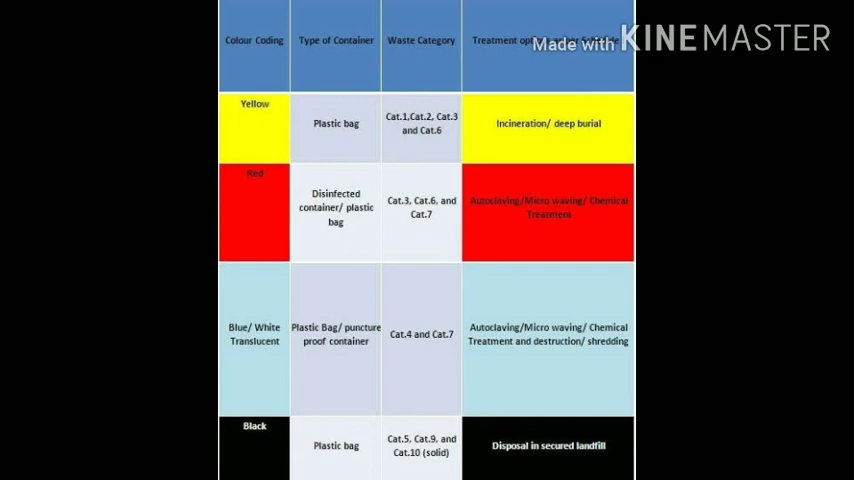 Colour Coding
Type of Container
Waste Category
Treatment
Made with KINEMASTER
Yellow
Plastic bag
Cat.1,Cat.2, Cat.3
and Cat.6
Incineration/ deep burial
Red
Disinfected
container/ plastic
bag
Cat.3, Cat.6, and
Cat.7
Autoclaving/Micro waving/ Chemical
Treatment
Blue/ White
Translucent
Plastic Bag/ puncture
proof container
Cat.4 and Cat.7
Autoclaving/Micro waving/ Chemical
Treatment and destruction/ shredding
Black
Plastic bag
Cat.5, Cat.9, and
Cat.10 (solid)
Disposal in secured landfill